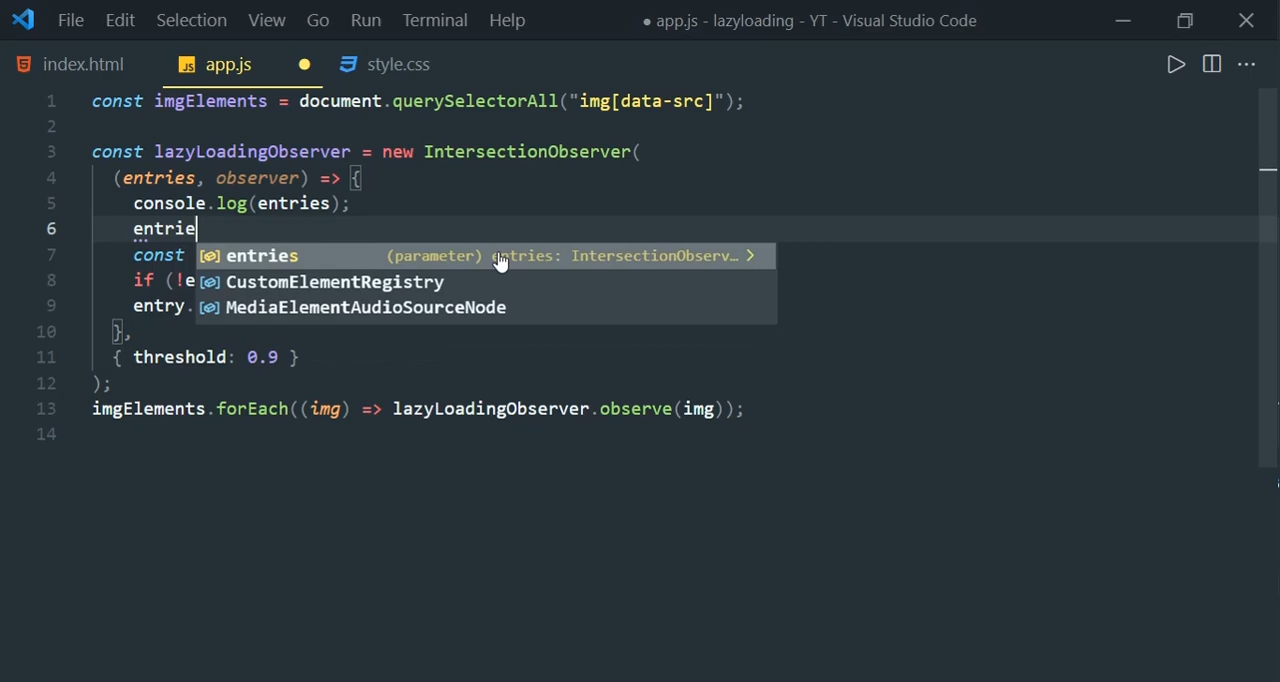 File Edit Selection View Go Run Terminal Help ● app.js - lazyloading - YT - Visual Studio Code
index.html JS app.js style.css
1 const imgElements = document.querySelectorAll("img[data-src]");
2
3 const lazyLoadingObserver = new IntersectionObserver(
4 (entries, observer) => {
5 console.log(entries);
6 entrie
7 const entries (parameter) entries: IntersectionObserv… >
8 if (!e CustomElementRegistry
9 entry. MediaElementAudioSourceNode
10 },
11 { threshold: 0.9 }
12 );
13 imgElements.forEach((img) => lazyLoadingObserver.observe(img));
14